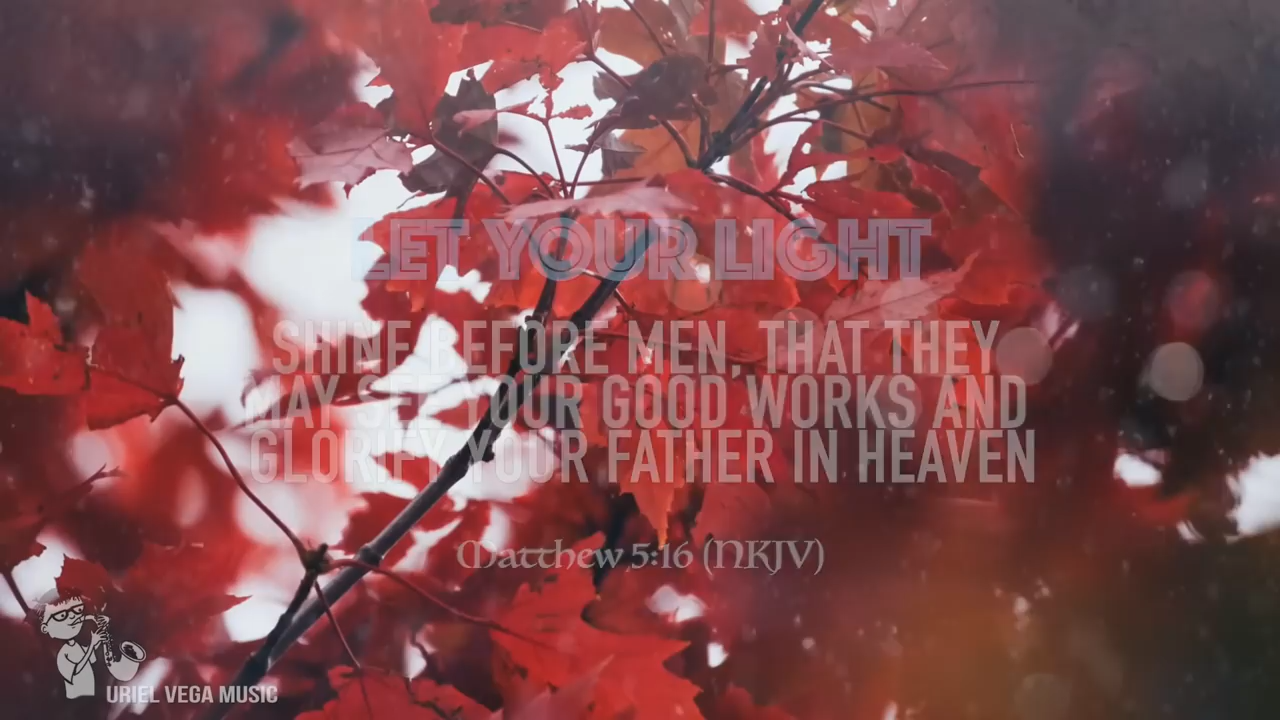 LET YOUR LIGHT
SHINE BEFORE MEN, THAT THEY
MAY SEE YOUR GOOD WORKS AND
GLORIFY YOUR FATHER IN HEAVEN
Matthew 5:16 (NKJV)
URIEL VEGA MUSIC